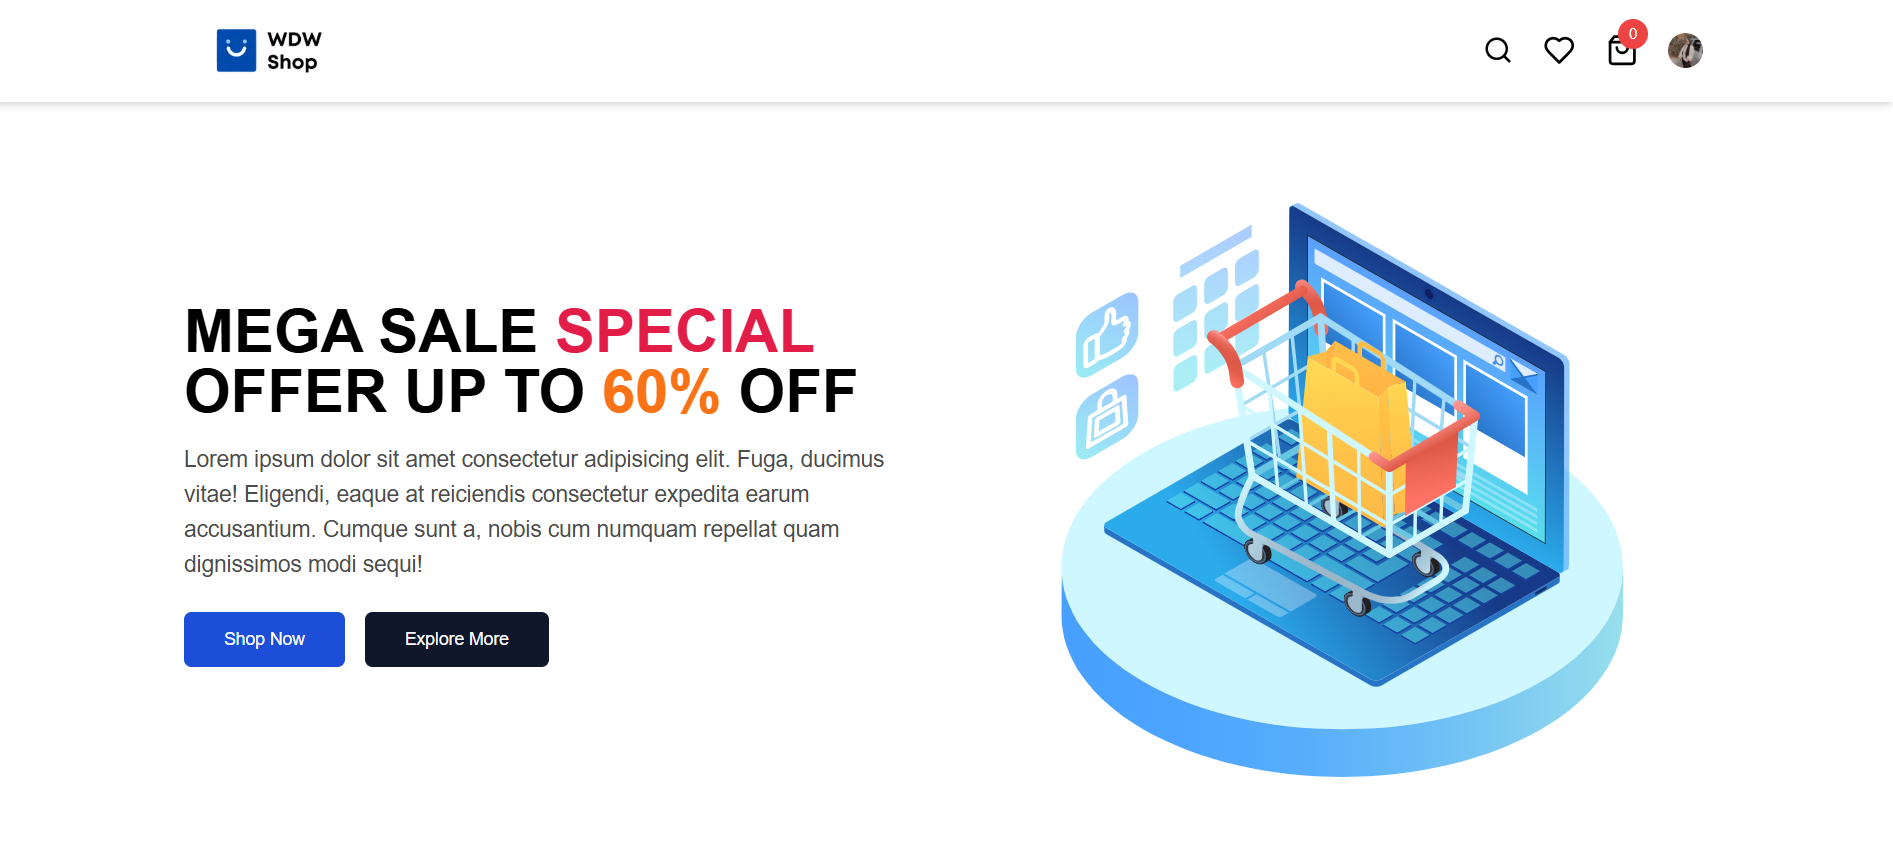 WDW
Shop
0
MEGA SALE SPECIAL
OFFER UP TO 60% OFF
Lorem ipsum dolor sit amet consectetur adipisicing elit. Fuga, ducimus
vitae! Eligendi, eaque at reiciendis consectetur expedita earum
accusantium. Cumque sunt a, nobis cum numquam repellat quam
dignissimos modi sequi!
Shop Now
Explore More